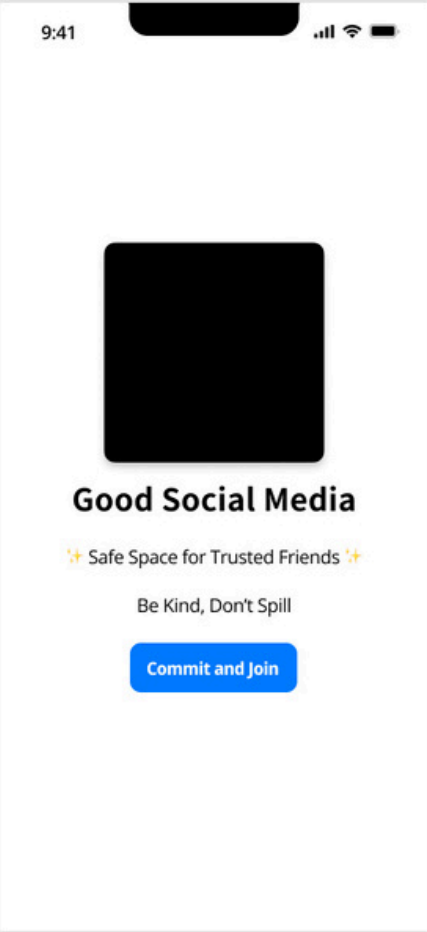 9:41
Good Social Media
✨ Safe Space for Trusted Friends ✨
Be Kind, Don’t Spill
Commit and Join